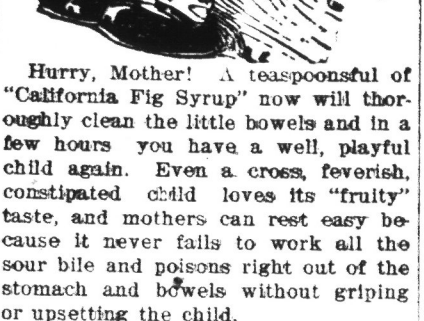 Hurry, Mother! A teaspoonsful of
"California Fig Syrup" now will thor-
oughly clean the little bowels and in a
few hours you have a well, playful
child again. Even a cross, feverish,
constipated child loves its "fruity"
taste, and mothers can rest easy be-
cause it never fails to work all the
sour bile and poisons right out of the
stomach and bowels without griping
or upsetting the child.